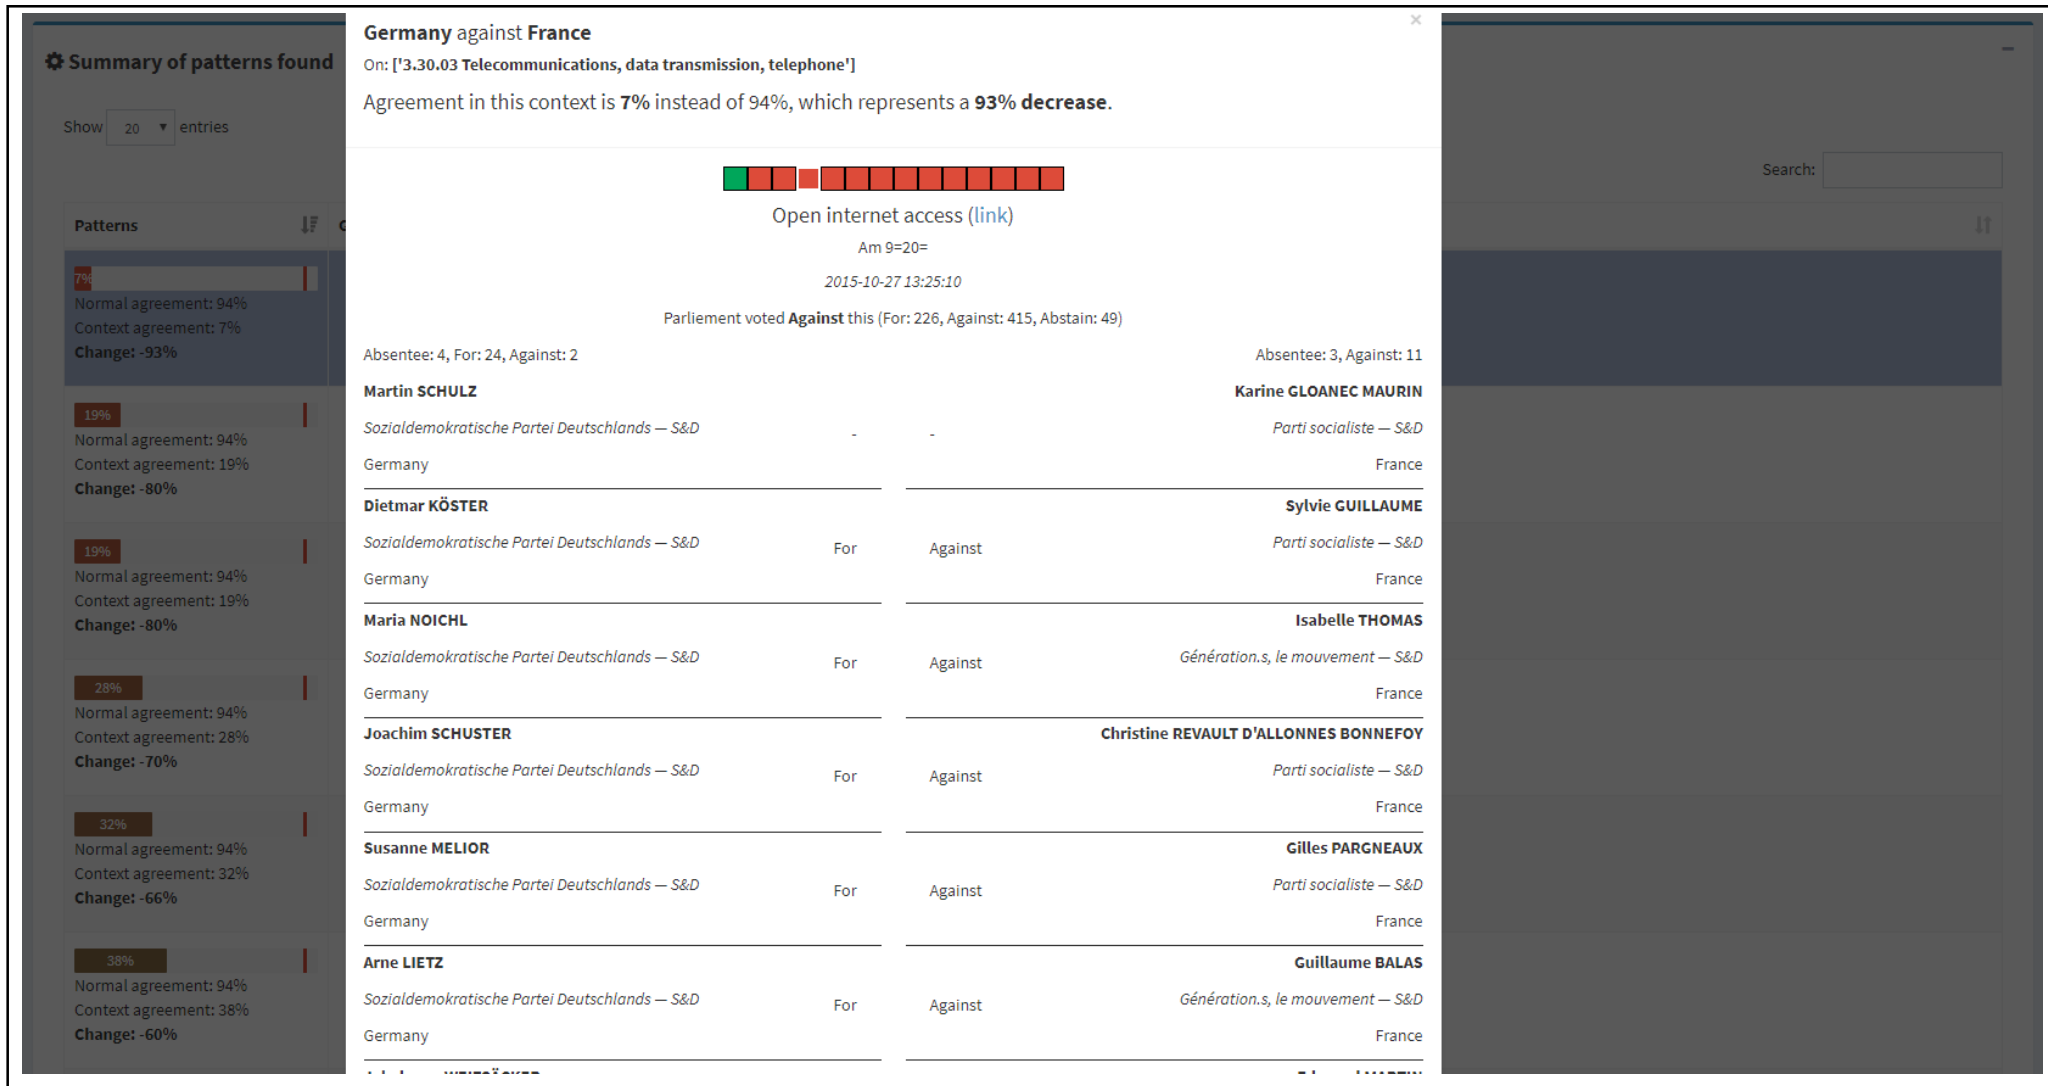 Summary of patterns found
Show 20 entries
Search:
Patterns
7%
Normal agreement: 94%
Context agreement: 7%
Change: -93%
19%
Normal agreement: 94%
Context agreement: 19%
Change: -80%
19%
Normal agreement: 94%
Context agreement: 19%
Change: -80%
28%
Normal agreement: 94%
Context agreement: 28%
Change: -70%
32%
Normal agreement: 94%
Context agreement: 32%
Change: -66%
38%
Normal agreement: 94%
Context agreement: 38%
Change: -60%
×
Germany against France
On: ['3.30.03 Telecommunications, data transmission, telephone']
Agreement in this context is 7% instead of 94%, which represents a 93% decrease.
Open internet access (link)
Am 9=20=
2015-10-27 13:25:10
Parliement voted Against this (For: 226, Against: 415, Abstain: 49)
Absentee: 4, For: 24, Against: 2 Absentee: 3, Against: 11
Martin SCHULZ Karine GLOANEC MAURIN
Sozialdemokratische Partei Deutschlands — S&D - - Parti socialiste — S&D
Germany France
Dietmar KÖSTER Sylvie GUILLAUME
Sozialdemokratische Partei Deutschlands — S&D For Against Parti socialiste — S&D
Germany France
Maria NOICHL Isabelle THOMAS
Sozialdemokratische Partei Deutschlands — S&D For Against Génération.s, le mouvement — S&D
Germany France
Joachim SCHUSTER Christine REVAULT D'ALLONNES BONNEFOY
Sozialdemokratische Partei Deutschlands — S&D For Against Parti socialiste — S&D
Germany France
Susanne MELIOR Gilles PARGNEAUX
Sozialdemokratische Partei Deutschlands — S&D For Against Parti socialiste — S&D
Germany France
Arne LIETZ Guillaume BALAS
Sozialdemokratische Partei Deutschlands — S&D For Against Génération.s, le mouvement — S&D
Germany France